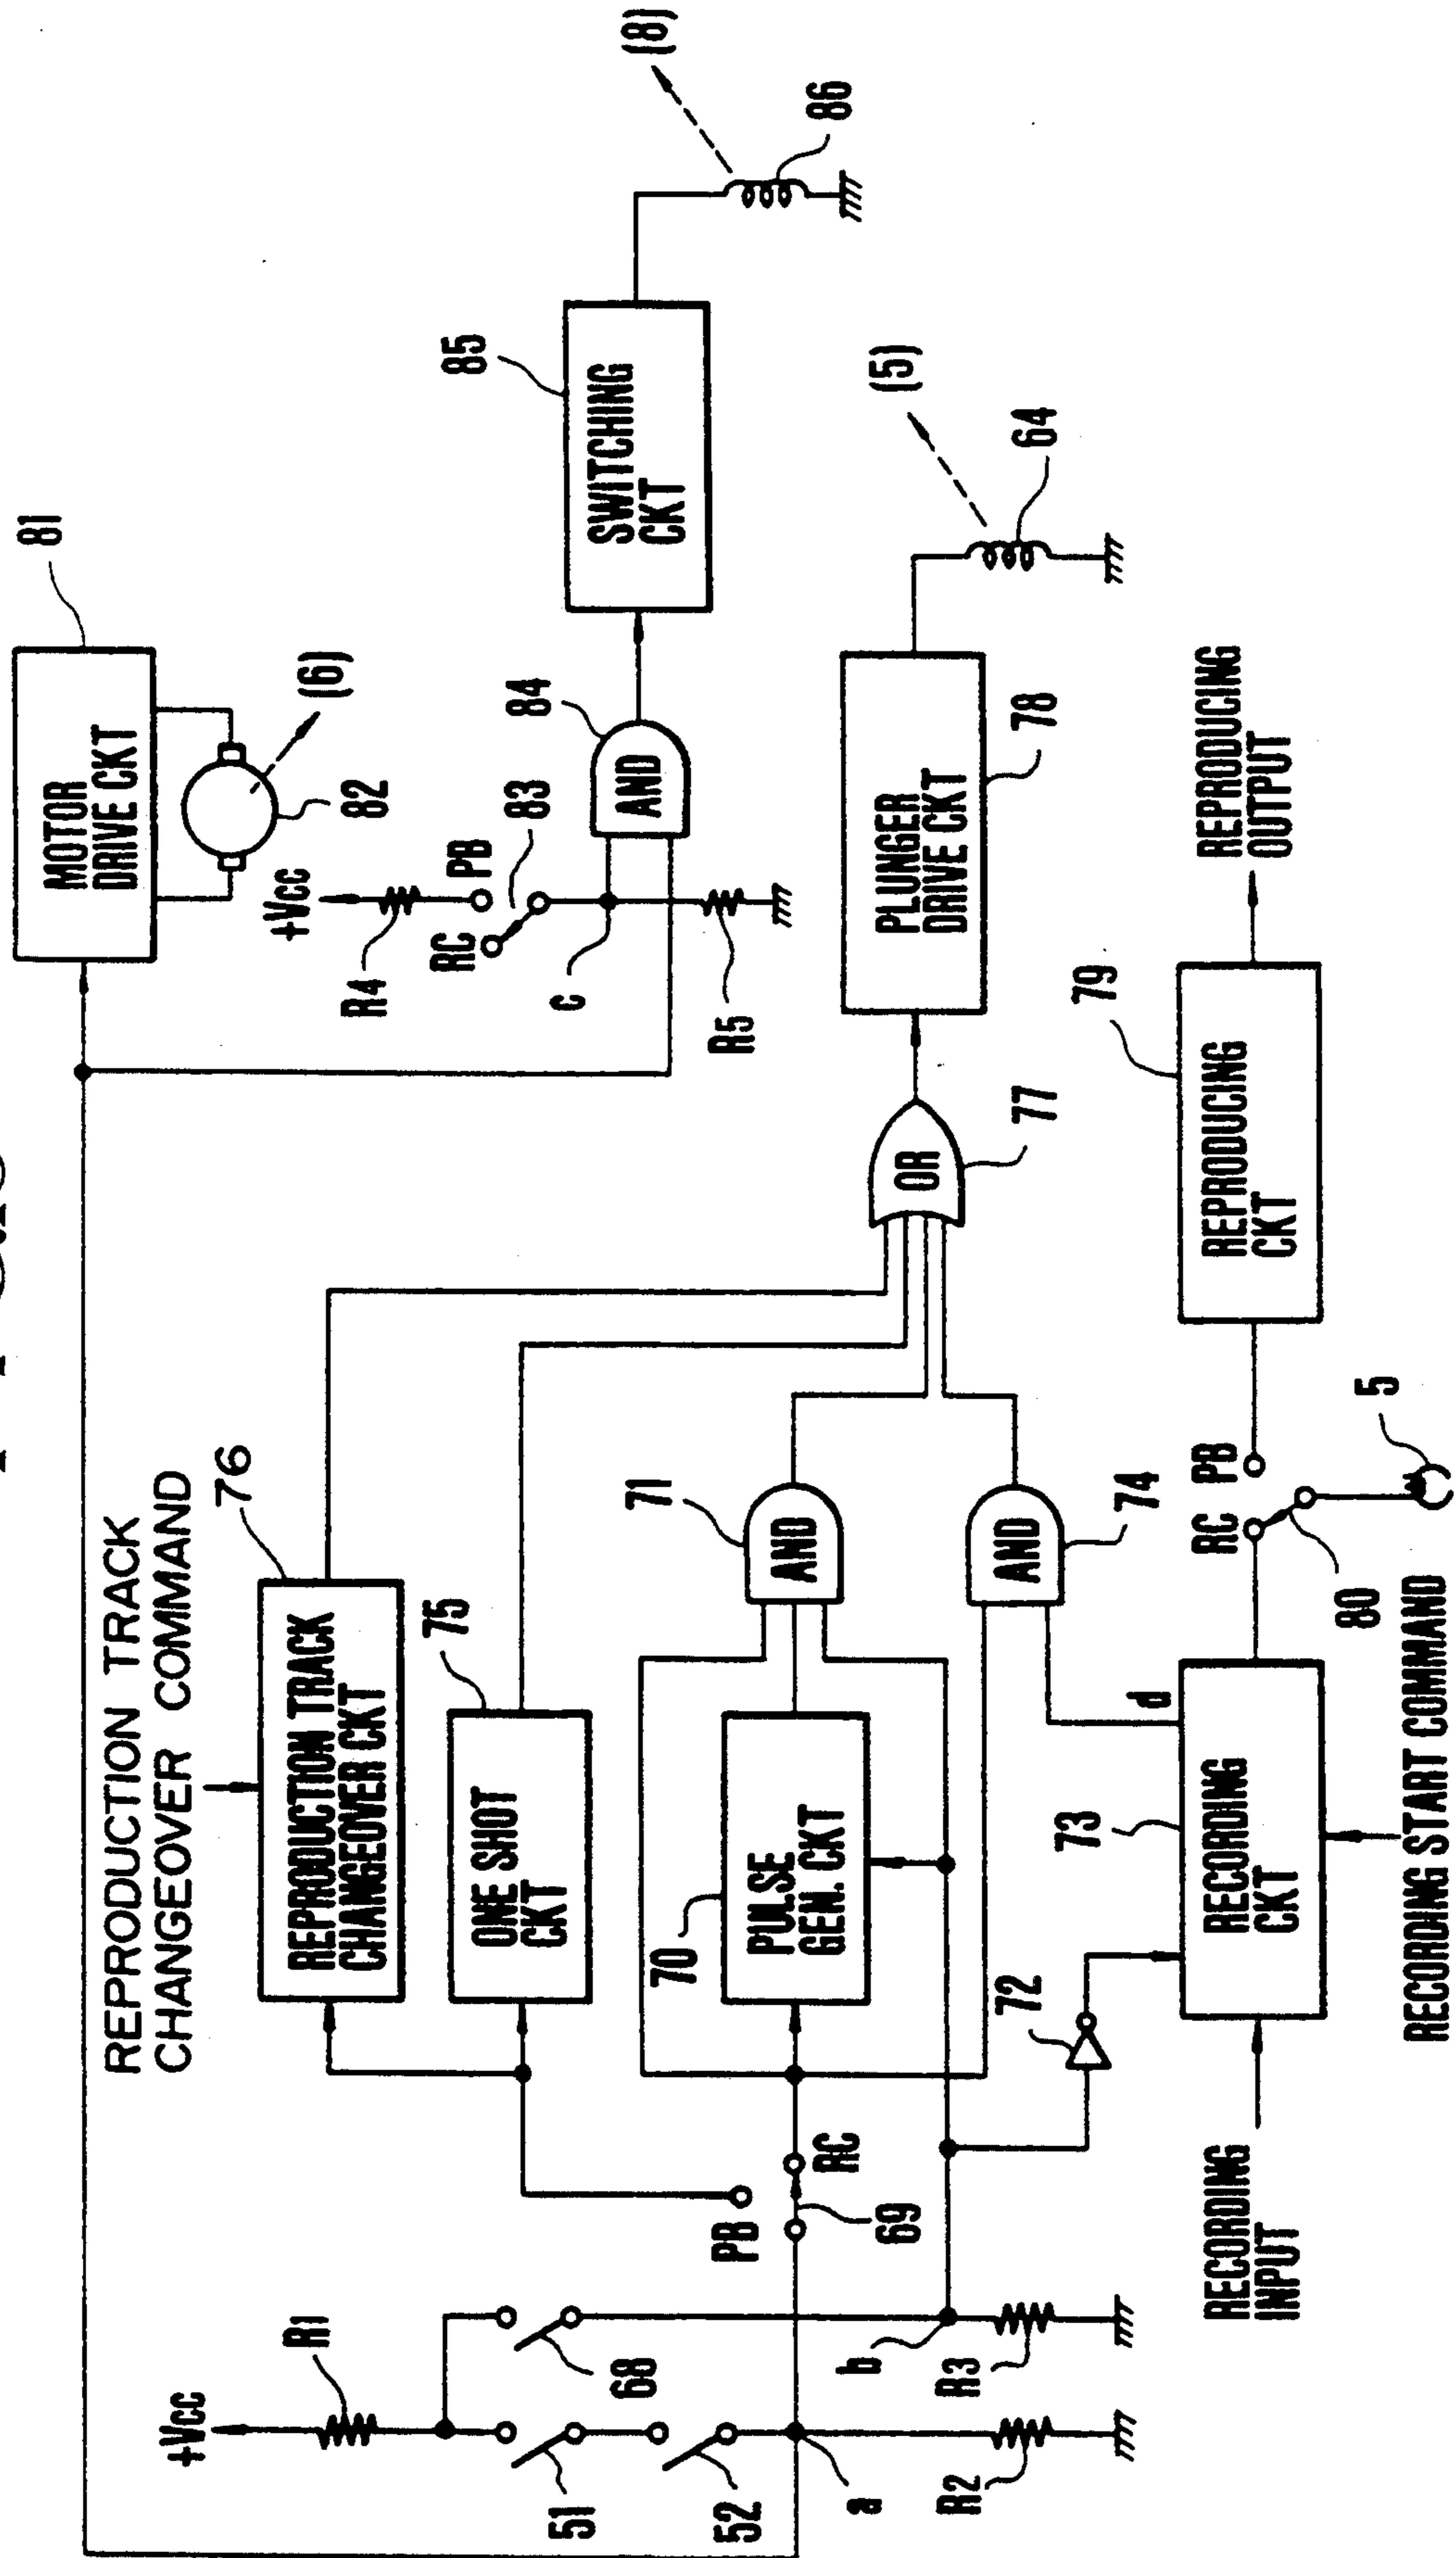 REPRODUCTION TRACK
CHANGEOVER COMMAND
+Vcc
R1
68
51
52
a
b
R2
R3
PB
RC
69
76
REPRODUCTION TRACK
CHANGEOVER CKT
75
ONE SHOT
CKT
70
PULSE
GEN. CKT
71
AND
74
AND
72
73
RECORDING
CKT
d
RECORDING
INPUT
RECORDING START COMMAND
RC
PB
80
5
79
REPRODUCING
CKT
REPRODUCING
OUTPUT
OR
77
PLUNGER
DRIVE CKT
78
64
(5)
81
MOTOR
DRIVE CKT
82
(6)
+Vcc
R4
RC
PB
83
c
R5
84
AND
85
SWITCHING
CKT
86
(8)